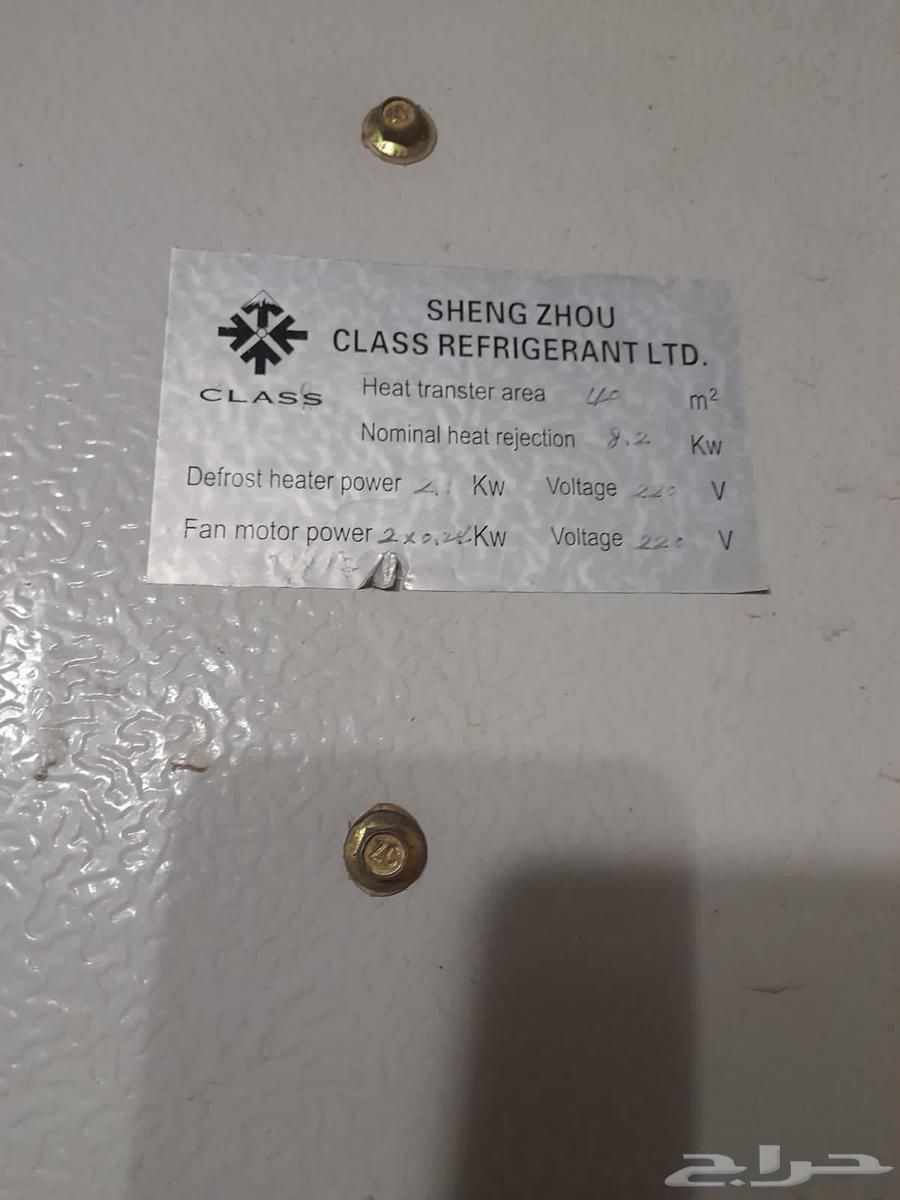 SHENG ZHOU
CLASS REFRIGERANT LTD.
CLASS
Heat transter area 40 m²
Nominal heat rejection 8.2 Kw
Defrost heater power Kw Voltage 220 V
Fan motor power 2x0. Kw Voltage 220 V
حراج